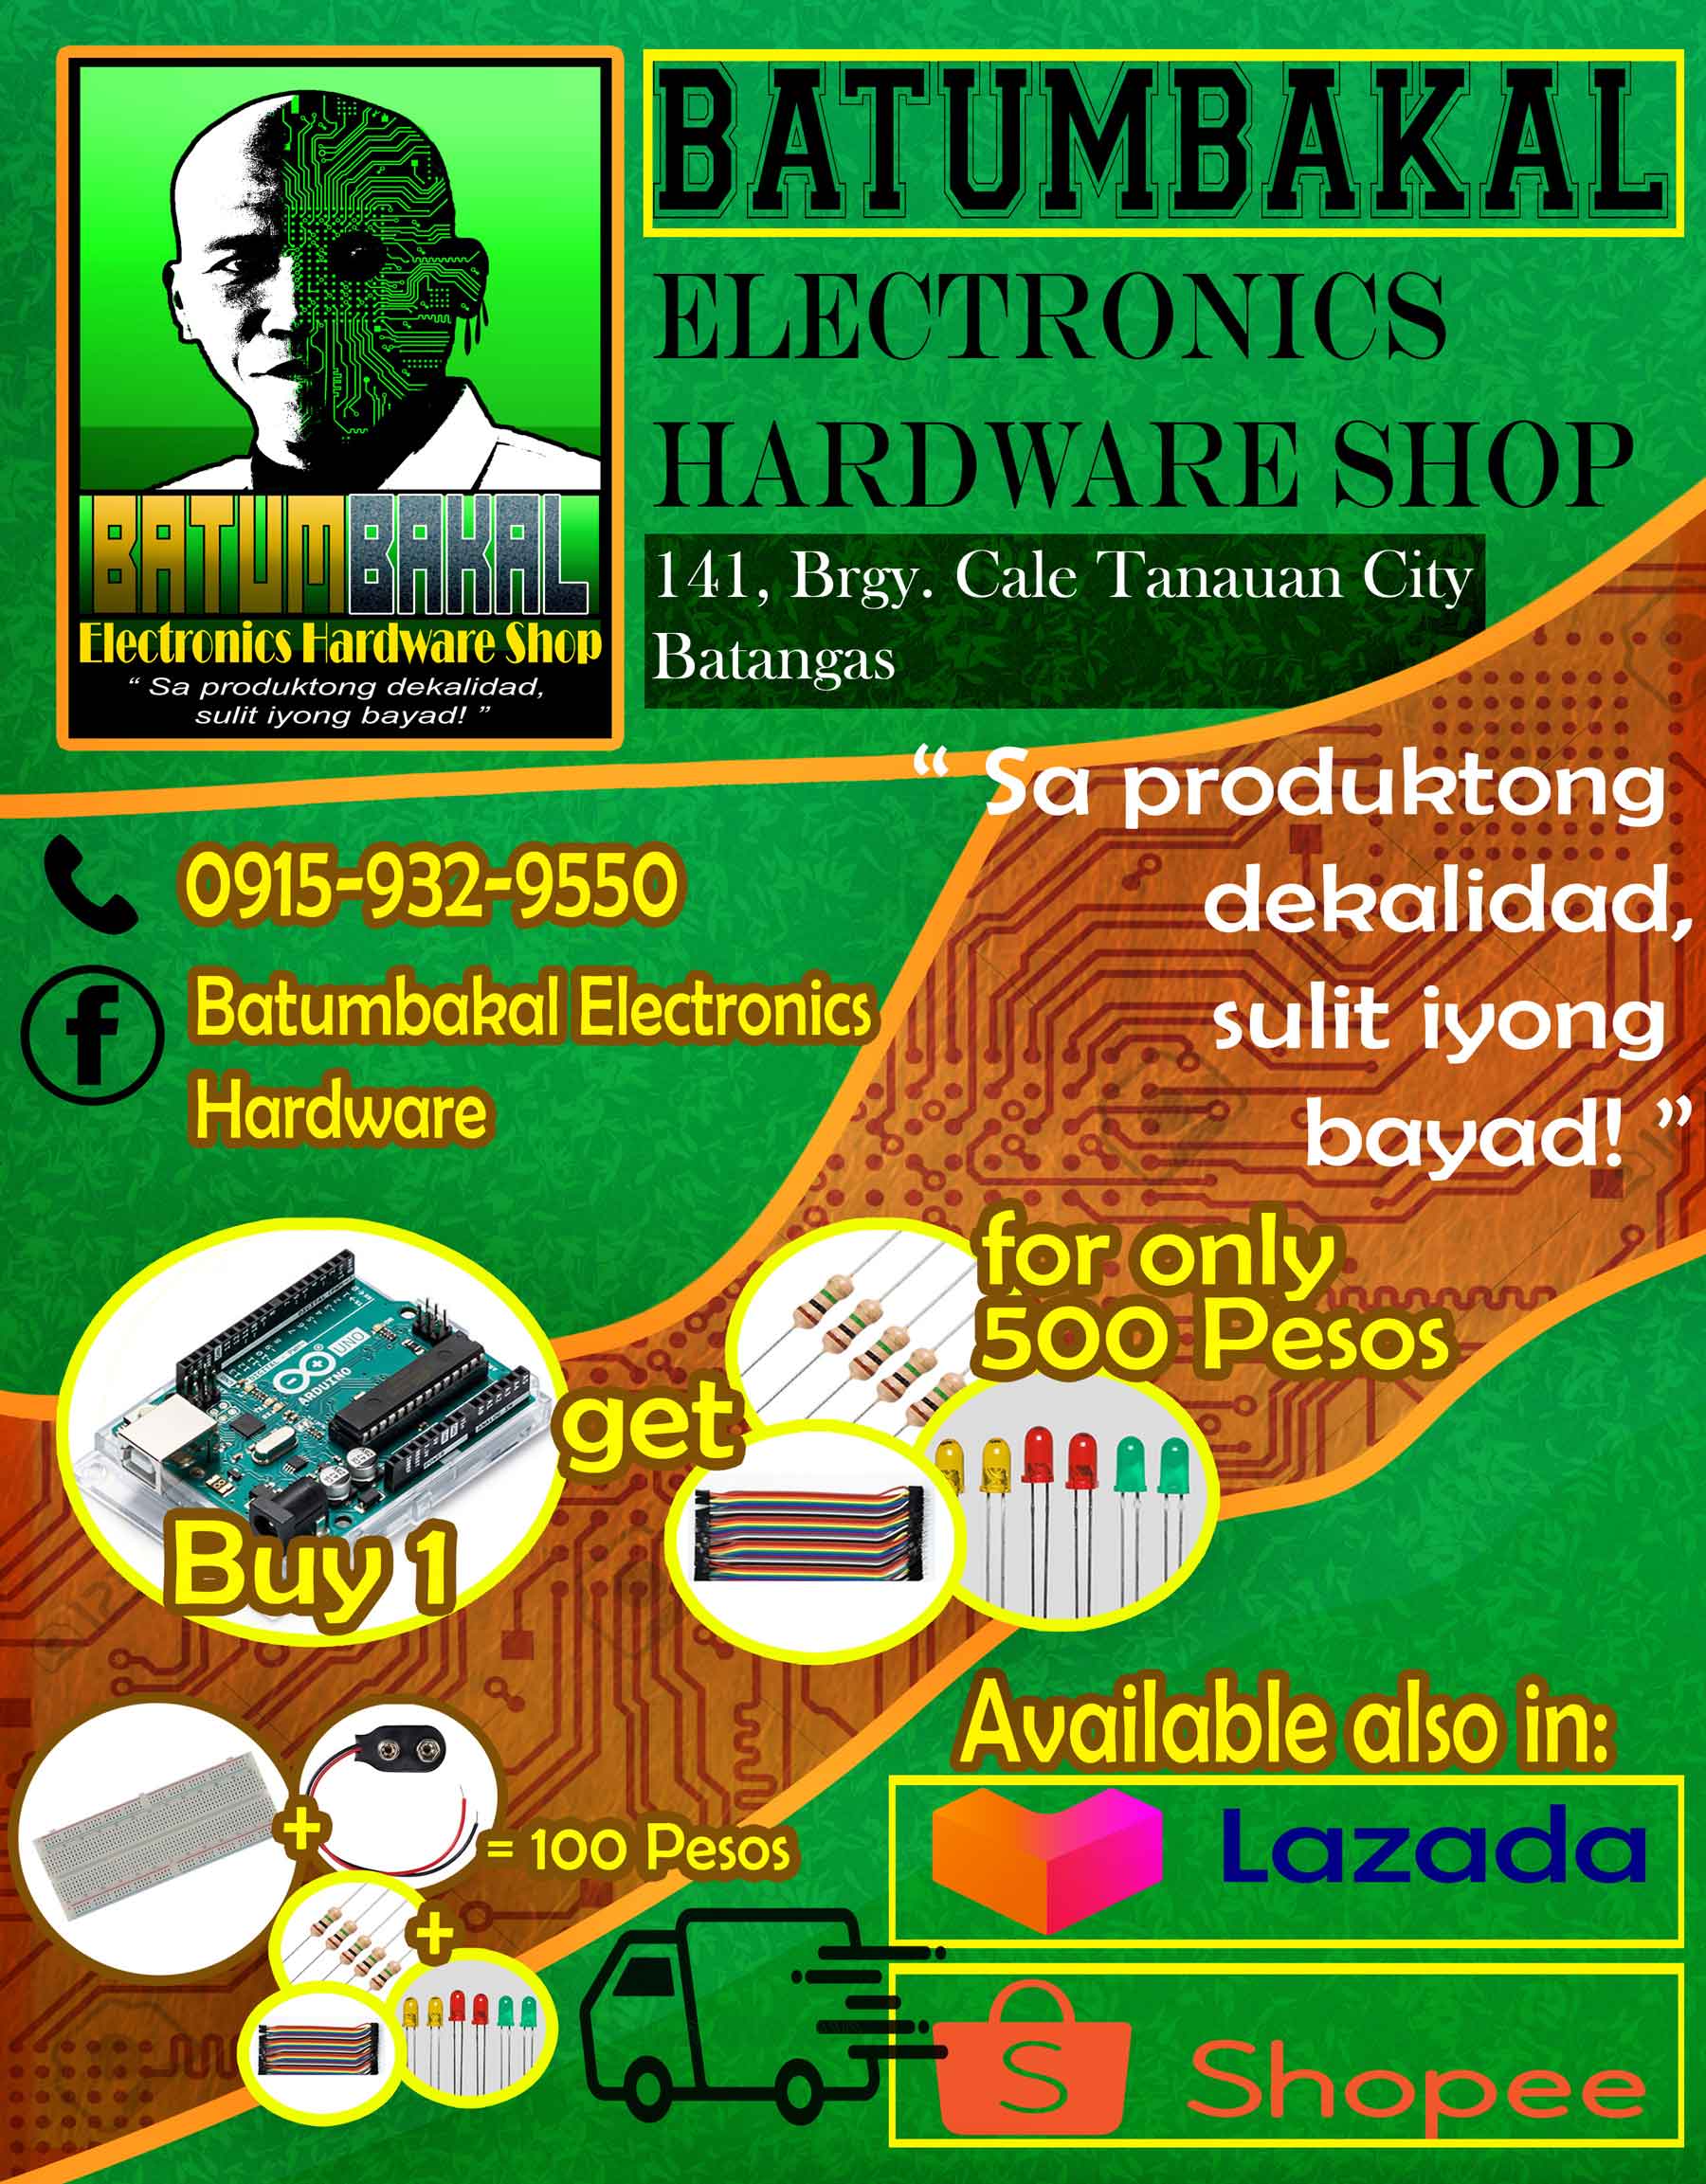 BATUMBAKAL
Electronics Hardware Shop
“ Sa produktong dekalidad,
sulit iyong bayad! ”
BATUMBAKAL
ELECTRONICS
HARDWARE SHOP
141, Brgy. Cale Tanauan City
Batangas
“ Sa produktong
dekalidad,
sulit iyong
bayad! ”
0915-932-9550
f
Batumbakal Electronics
Hardware
UNO
ARDUINO
Buy 1
get
for only
500 Pesos
+
= 100 Pesos
+
Available also in:
Lazada
S
Shopee